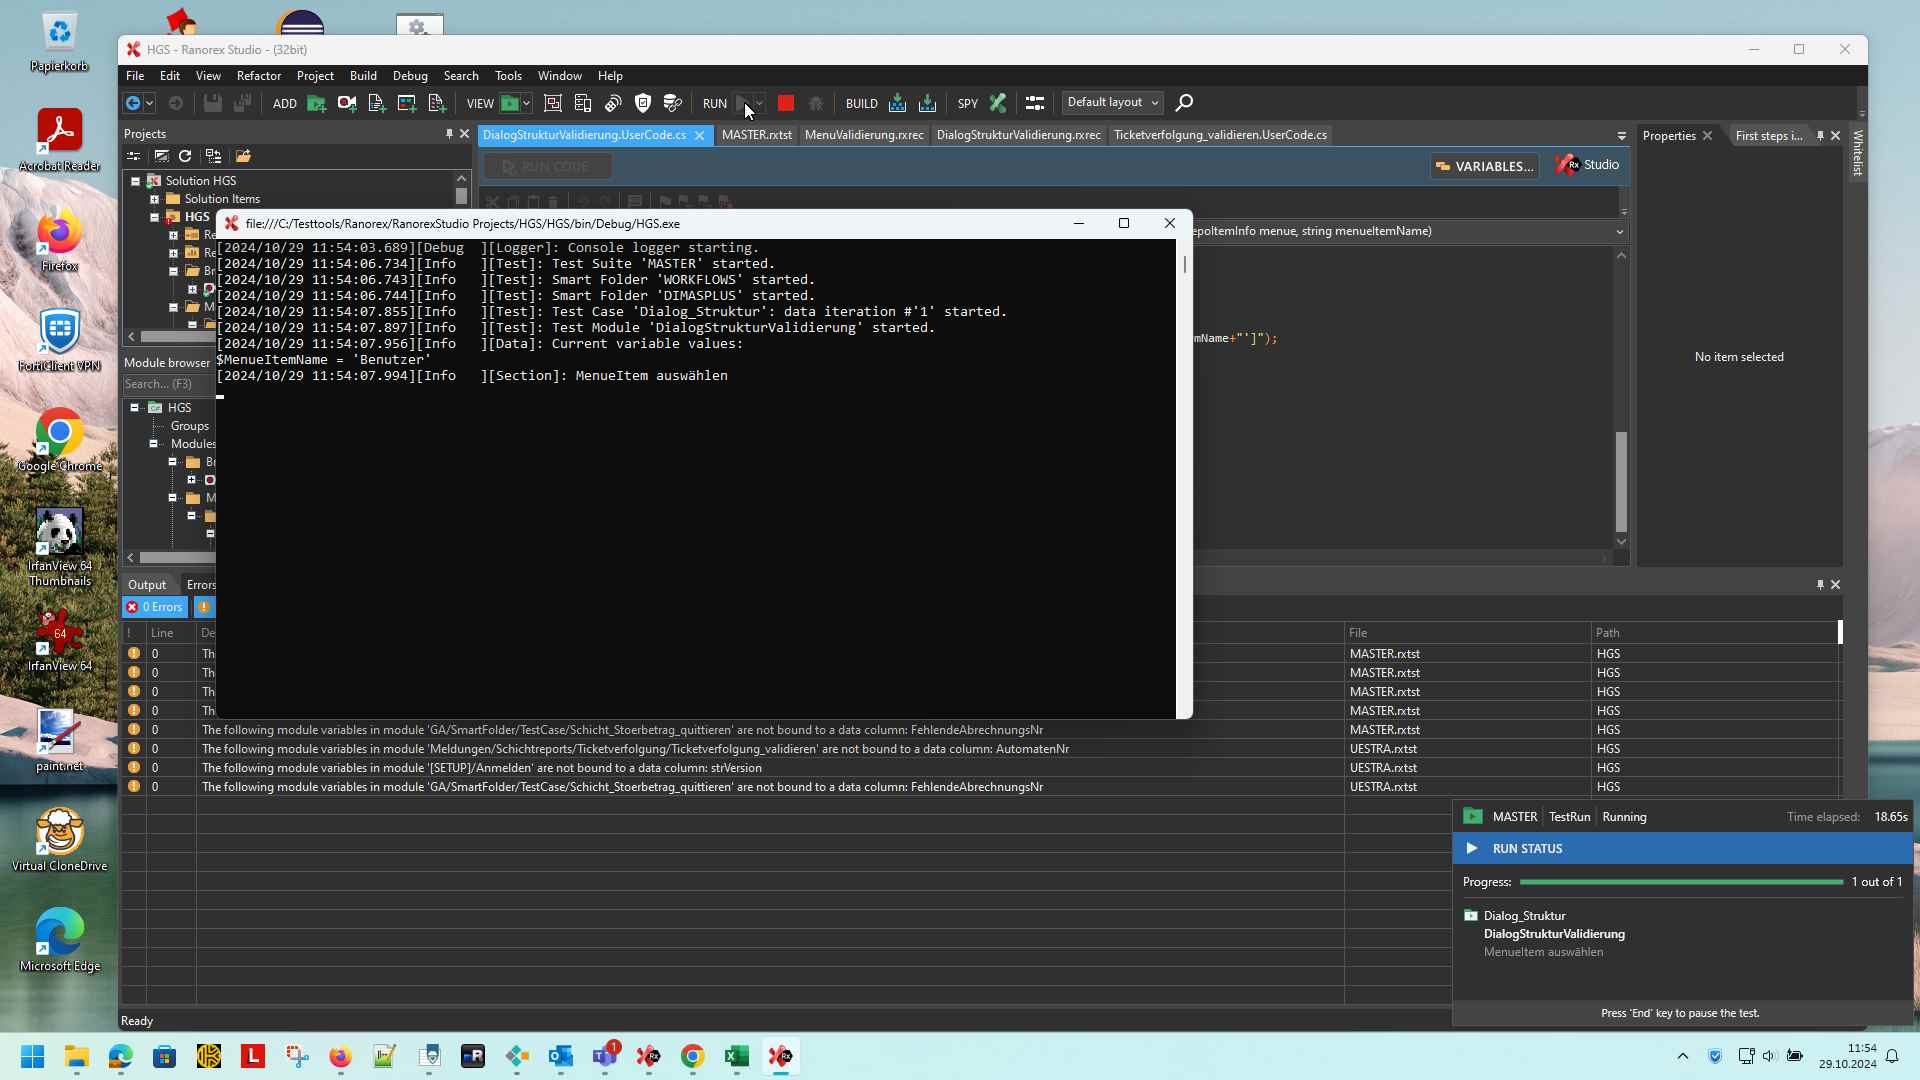 Papierkorb
Acrobat Reader
Firefox
FortiClient VPN
Google Chrome
IrfanView 64
Thumbnails
64
IrfanView 64
paint.net
Virtual CloneDrive
Microsoft Edge
HGS - Ranorex Studio - (32bit)
File Edit View Refactor Project Build Debug Search Tools Window Help
ADD VIEW RUN BUILD SPY Default layout
Projects
DialogStrukturValidierung.UserCode.cs MASTER.rxtst MenuValidierung.rxrec DialogStrukturValidierung.rxrec Ticketverfolgung_validieren.UserCode.cs
Properties First steps i...
Whitelist
RUN CODE
VARIABLES...
Rx Studio
Solution HGS
Solution Items
HGS
Re
Re
Br
M
epoItemInfo menue, string menueItemName)
emName+"']");
No item selected
Module browser
Search... (F3)
HGS
Groups
Modules
Br
M
file:///C:/Testtools/Ranorex/RanorexStudio Projects/HGS/HGS/bin/Debug/HGS.exe
[2024/10/29 11:54:03.689][Debug  ][Logger]: Console logger starting.
[2024/10/29 11:54:06.734][Info   ][Test]: Test Suite 'MASTER' started.
[2024/10/29 11:54:06.743][Info   ][Test]: Smart Folder 'WORKFLOWS' started.
[2024/10/29 11:54:06.744][Info   ][Test]: Smart Folder 'DIMASPLUS' started.
[2024/10/29 11:54:07.855][Info   ][Test]: Test Case 'Dialog_Struktur': data iteration #'1' started.
[2024/10/29 11:54:07.897][Info   ][Test]: Test Module 'DialogStrukturValidierung' started.
[2024/10/29 11:54:07.956][Info   ][Data]: Current variable values:
$MenueItemName = 'Benutzer'
[2024/10/29 11:54:07.994][Info   ][Section]: MenueItem auswählen
Output Errors
0 Errors
! Line De File Path
0 Th MASTER.rxtst HGS
0 Th MASTER.rxtst HGS
0 Th MASTER.rxtst HGS
0 Th MASTER.rxtst HGS
0 The following module variables in module 'GA/SmartFolder/TestCase/Schicht_Stoerbetrag_quittieren' are not bound to a data column: FehlendeAbrechnungsNr MASTER.rxtst HGS
0 The following module variables in module 'Meldungen/Schichtreports/Ticketverfolgung/Ticketverfolgung_validieren' are not bound to a data column: AutomatenNr UESTRA.rxtst HGS
0 The following module variables in module '[SETUP]/Anmelden' are not bound to a data column: strVersion UESTRA.rxtst HGS
0 The following module variables in module 'GA/SmartFolder/TestCase/Schicht_Stoerbetrag_quittieren' are not bound to a data column: FehlendeAbrechnungsNr UESTRA.rxtst HGS
MASTER TestRun Running Time elapsed: 18.65s
RUN STATUS
Progress: 1 out of 1
Dialog_Struktur
DialogStrukturValidierung
MenueItem auswählen
Press 'End' key to pause the test.
Ready
L
R
1
Rx
Rx
11:54
29.10.2024